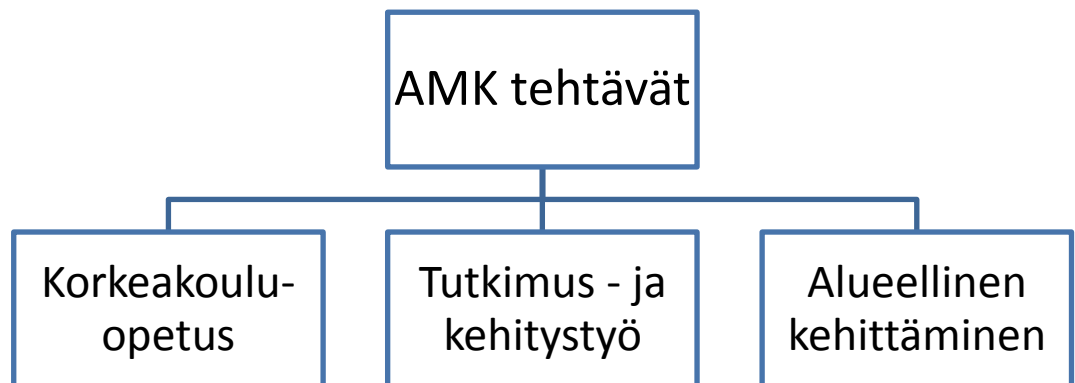 AMK tehtävät
Korkeakoulu-
opetus
Tutkimus - ja
kehitystyö
Alueellinen
kehittäminen